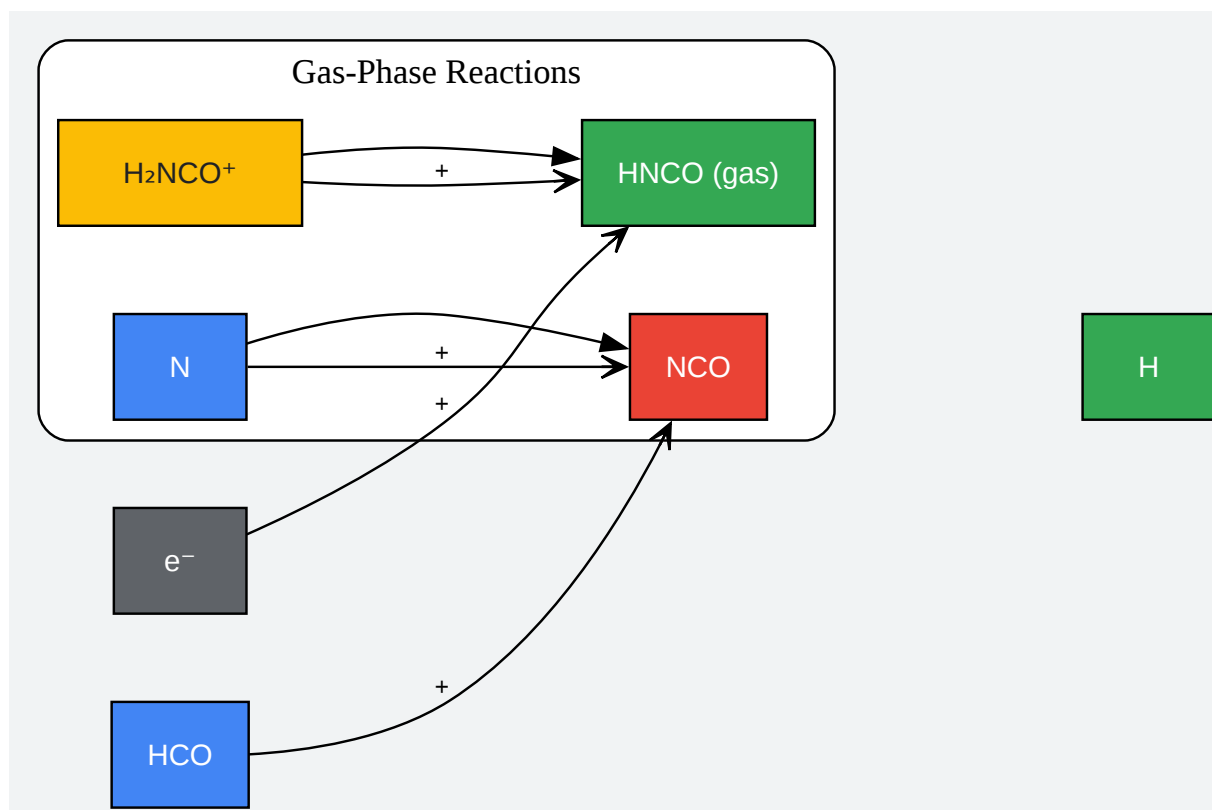 Gas-Phase Reactions
H₂NCO⁺
+
HNCO (gas)
N
+
NCO
H
+
e⁻
+
HCO